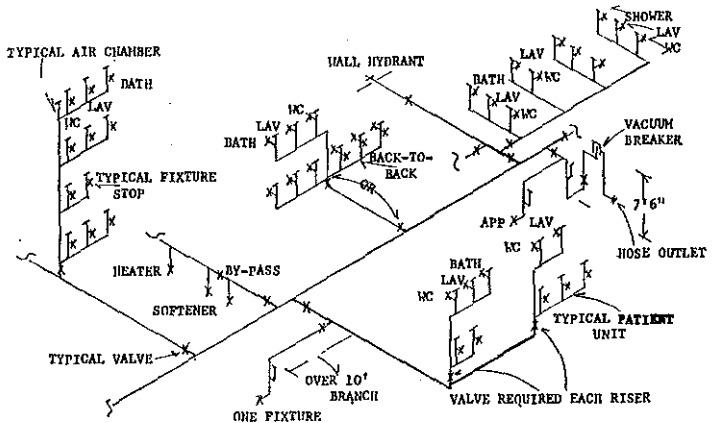 SHOWER
LAV
WC
TYPICAL AIR CHAMBER
WALL HYDRANT
BATH
WC
LAV
WC
BATH
LAV
WC
WC
LAV
BATH
VACUUM
BREAKER
BACK-TO-
BACK
TYPICAL FIXTURE
STOP
OR
7'6"
APP
LAV
HOSE OUTLET
WC
HEATER
BY-PASS
BATH
LAV
WC
SOFTENER
TYPICAL PATIENT
UNIT
TYPICAL VALVE
OVER 10'
BRANCH
VALVE REQUIRED EACH RISER
ONE FIXTURE